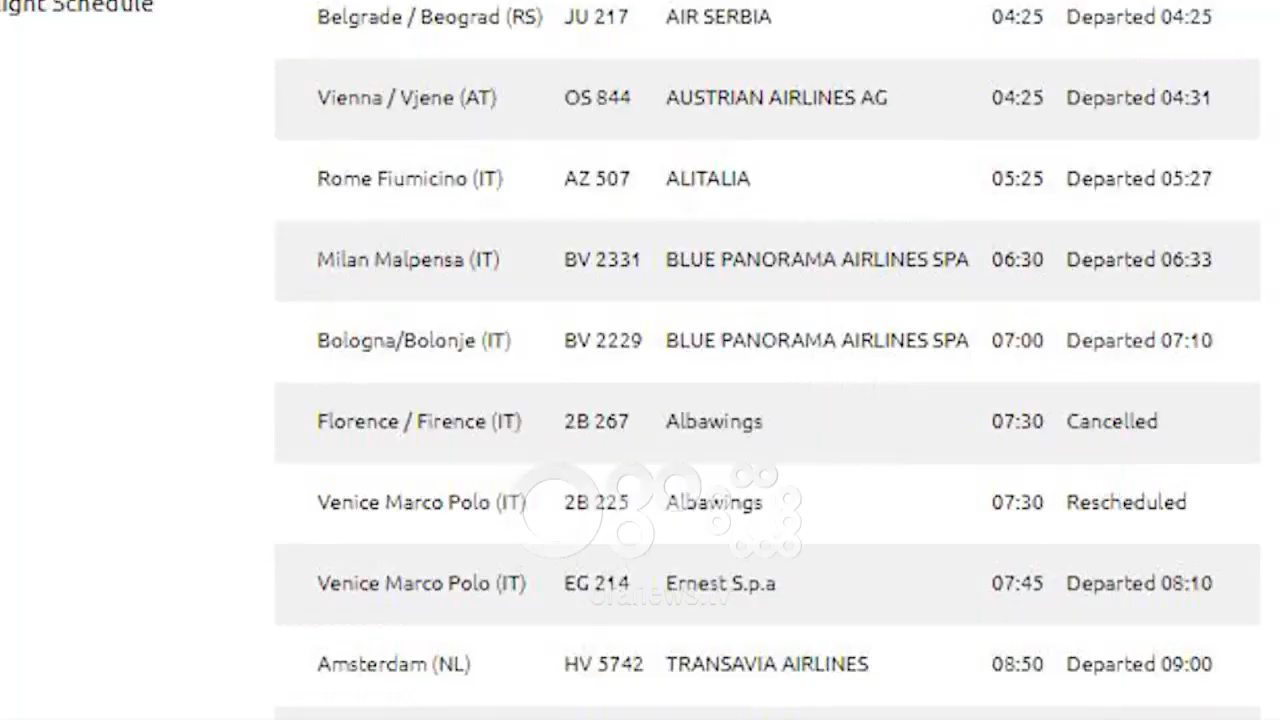 ight Schedule
Belgrade / Beograd (RS) JU 217 AIR SERBIA 04:25 Departed 04:25
Vienna / Vjene (AT) OS 844 AUSTRIAN AIRLINES AG 04:25 Departed 04:31
Rome Fiumicino (IT) AZ 507 ALITALIA 05:25 Departed 05:27
Milan Malpensa (IT) BV 2331 BLUE PANORAMA AIRLINES SPA 06:30 Departed 06:33
Bologna/Bolonje (IT) BV 2229 BLUE PANORAMA AIRLINES SPA 07:00 Departed 07:10
Florence / Firence (IT) 2B 267 Albawings 07:30 Cancelled
Venice Marco Polo (IT) 2B 225 Albawings 07:30 Rescheduled
Venice Marco Polo (IT) EG 214 Ernest S.p.a 07:45 Departed 08:10
oranews.tv
Amsterdam (NL) HV 5742 TRANSAVIA AIRLINES 08:50 Departed 09:00